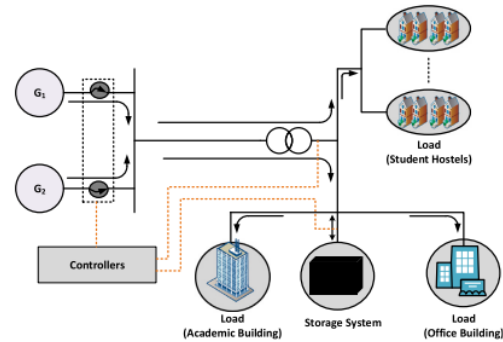 G1
G2
Load
(Student Hostels)
Controllers
Load
(Academic Building)
Storage System
Load
(Office Building)